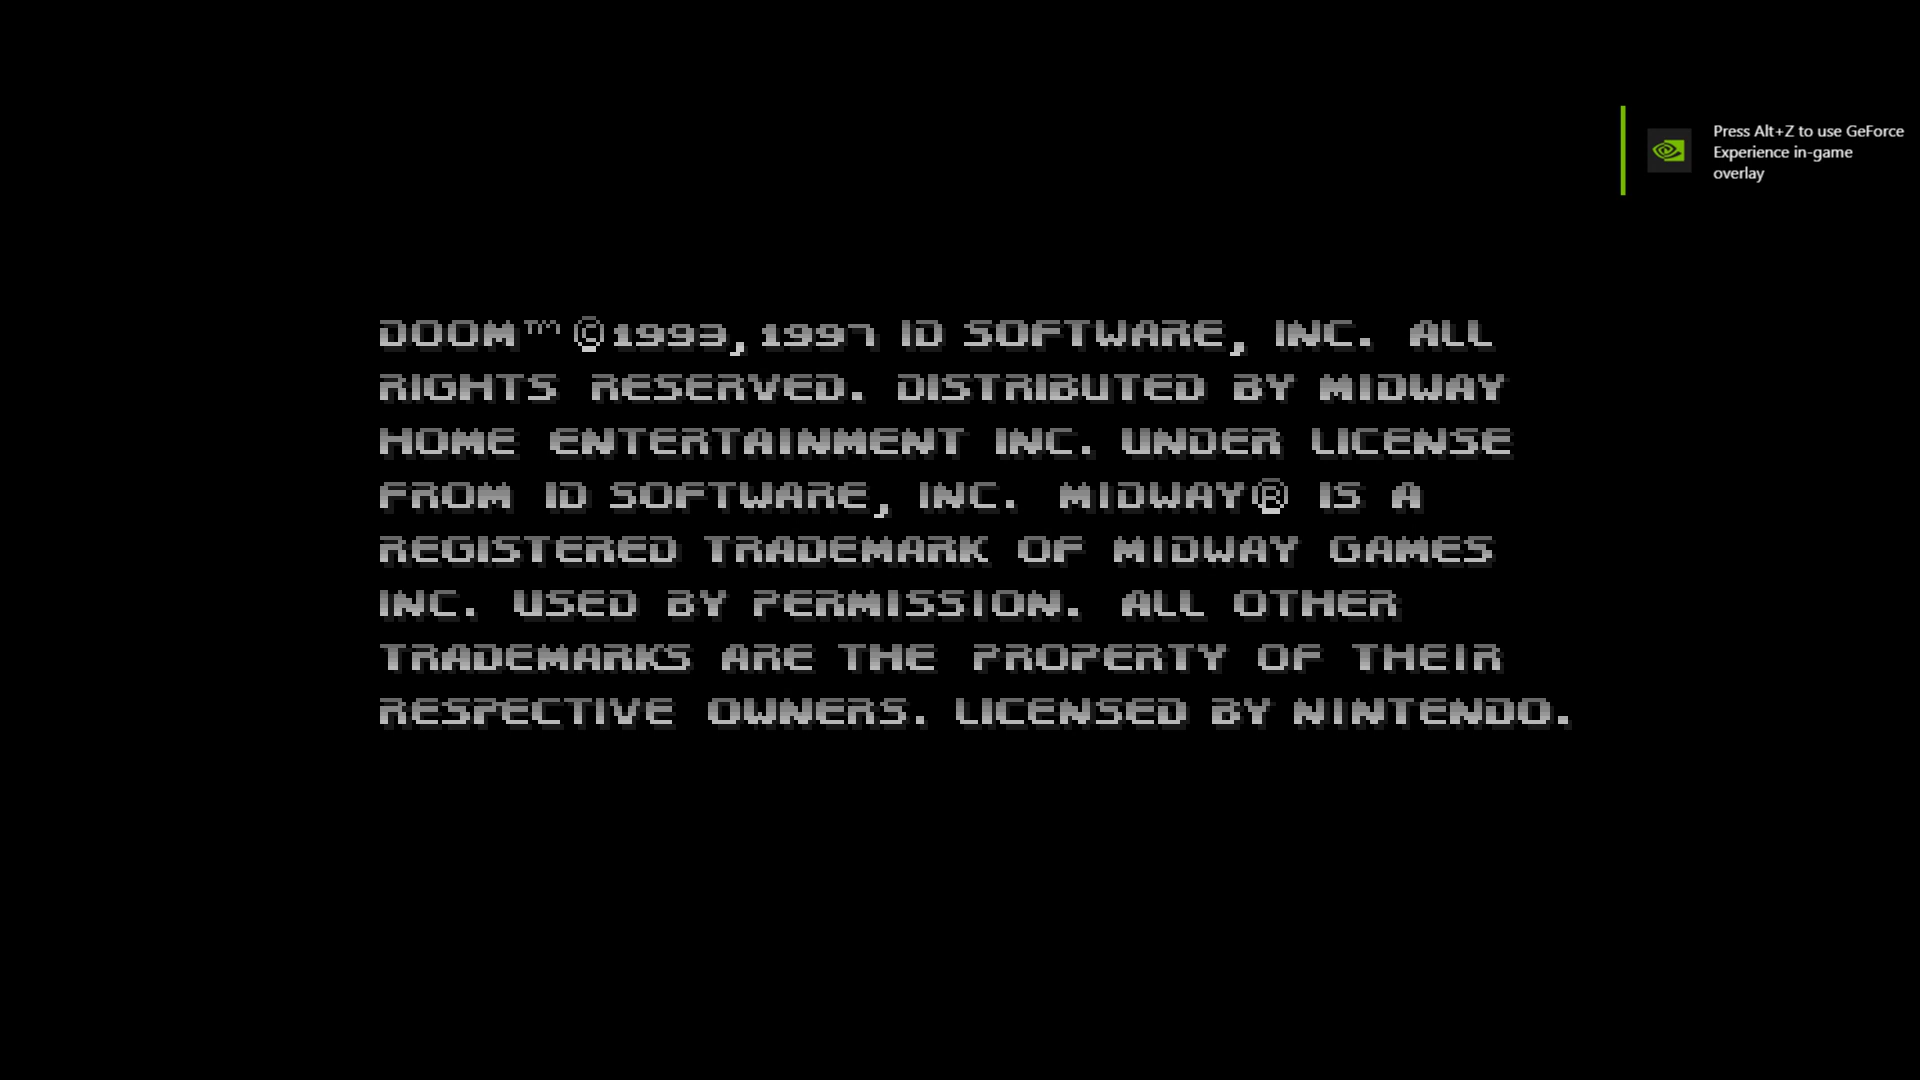 Press Alt+Z to use GeForce
Experience in-game
overlay
DOOM™ ©1993,1997 ID SOFTWARE, INC. ALL
RIGHTS RESERVED. DISTRIBUTED BY MIDWAY
HOME ENTERTAINMENT INC. UNDER LICENSE
FROM ID SOFTWARE, INC. MIDWAY® IS A
REGISTERED TRADEMARK OF MIDWAY GAMES
INC. USED BY PERMISSION. ALL OTHER
TRADEMARKS ARE THE PROPERTY OF THEIR
RESPECTIVE OWNERS. LICENSED BY NINTENDO.